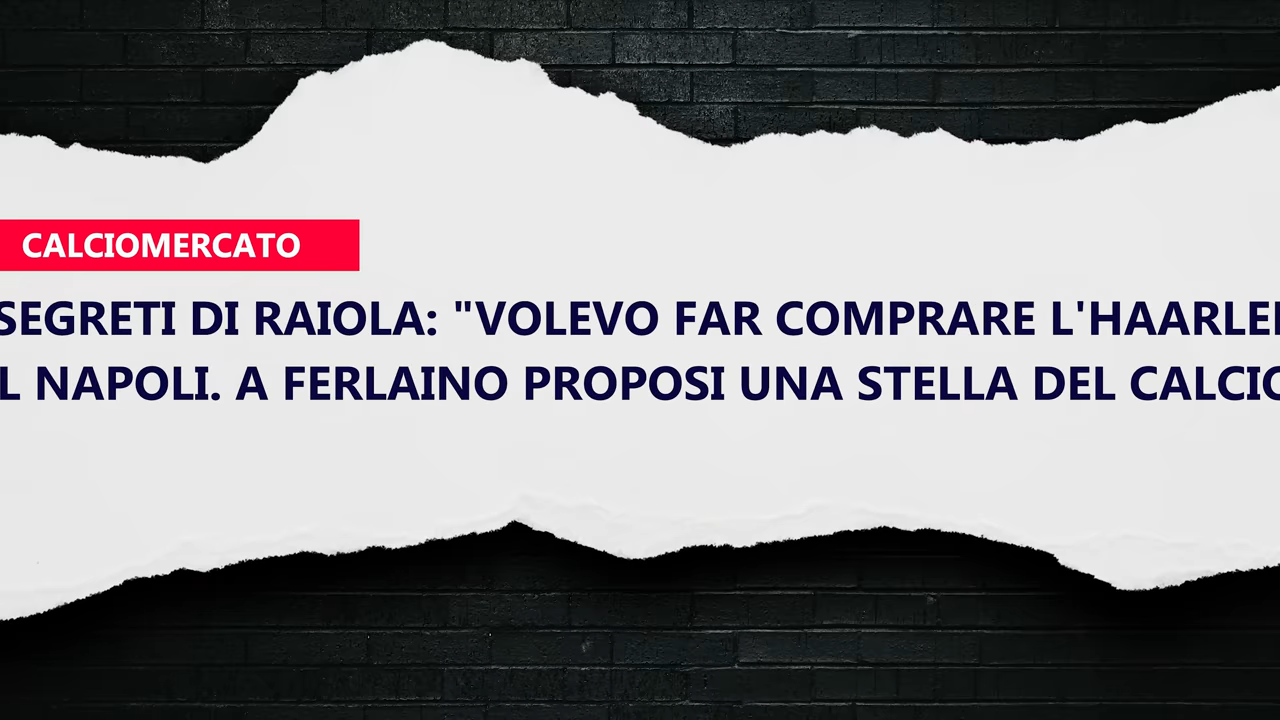 CALCIOMERCATO
SEGRETI DI RAIOLA: "VOLEVO FAR COMPRARE L'HAARLE
L NAPOLI. A FERLAINO PROPOSI UNA STELLA DEL CALCIO